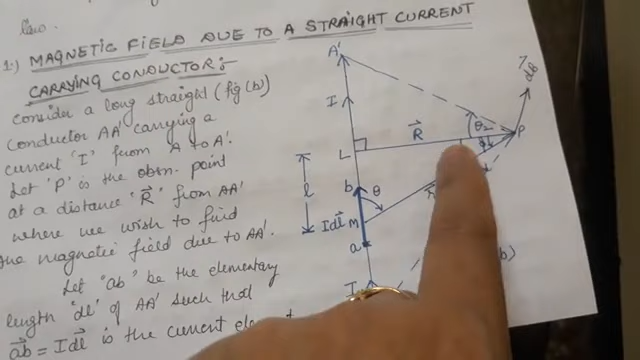 law.
1:) MAGNETIC FIELD DUE TO A STRAIGHT CURRENT
CARRYING CONDUCTOR:-
Consider a long straight (fig(b)
Conductor AA' carrying a
current 'I' from A to A'.
Let 'P' is the obsn. point
at a distance 'R' from AA'
where we wish to find
the magnetic field due to AA'.
Let "ab" be the elementary
length 'dl' of AA' such that
ab = Idl is the current
A'
I
R
θ2
P
dB
L
l
b
θ
Idl
M
a
I
b)